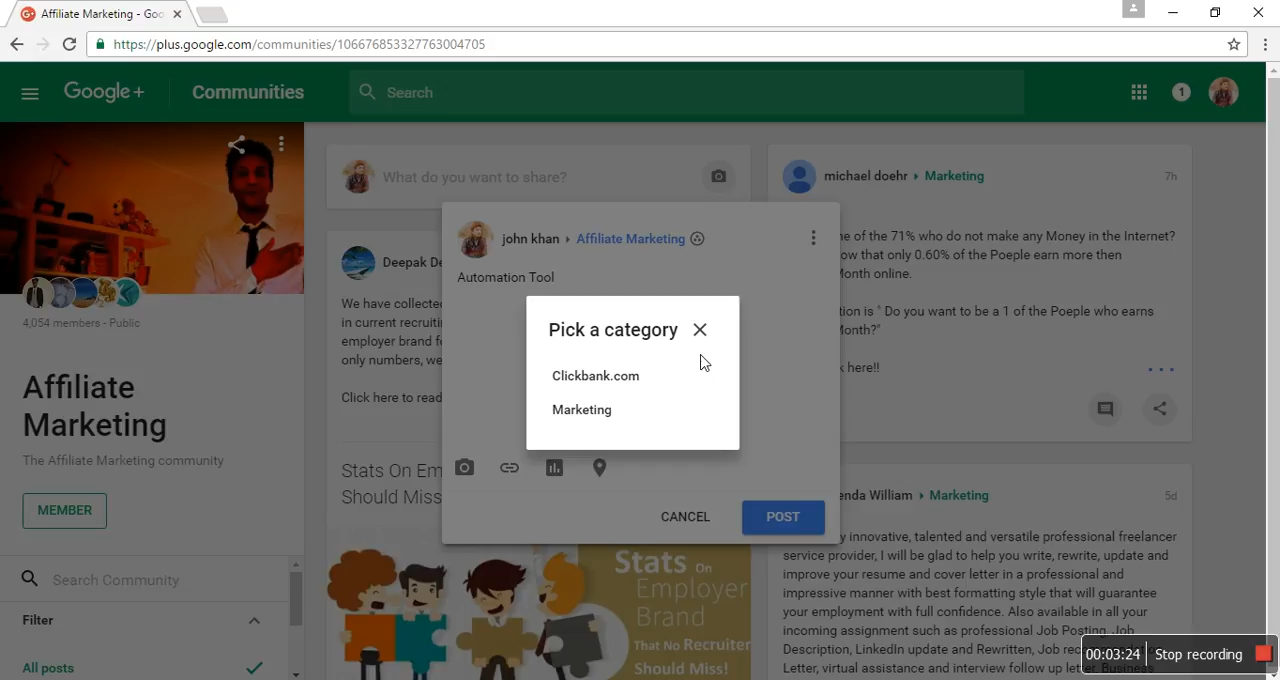 Affiliate Marketing - Goo
https://plus.google.com/communities/106676853327763004705
Google+
Communities
Search
1
4,054 members - Public
Affiliate
Marketing
The Affiliate Marketing community
MEMBER
Search Community
Filter
All posts
What do you want to share?
Deepak De
We have collected
in current recruiti
employer brand f
only numbers, we
Click here to read
Stats On Em
Should Miss
Stats On
Employer
Brand
That No Recruiter
Should Miss!
john khan Affiliate Marketing
Automation Tool
Pick a category
Clickbank.com
Marketing
CANCEL
POST
michael doehr Marketing
7h
ne of the 71% who do not make any Money in the Internet?
ow that only 0.60% of the Poeple earn more then
Month online.
tion is " Do you want to be a 1 of the Poeple who earns
Month?"
k here!!
enda William Marketing
5d
y innovative, talented and versatile professional freelancer
service provider, I will be glad to help you write, rewrite, update and
improve your resume and cover letter in a professional and
impressive manner with best formatting style that will guarantee
your employment with full confidence. Also available in all your
incoming assignment such as professional Job Posting, Job
Description, LinkedIn update and Rewritten, Job
Letter, virtual assistance and interview follow up letter, Business
00:03:24 Stop recording